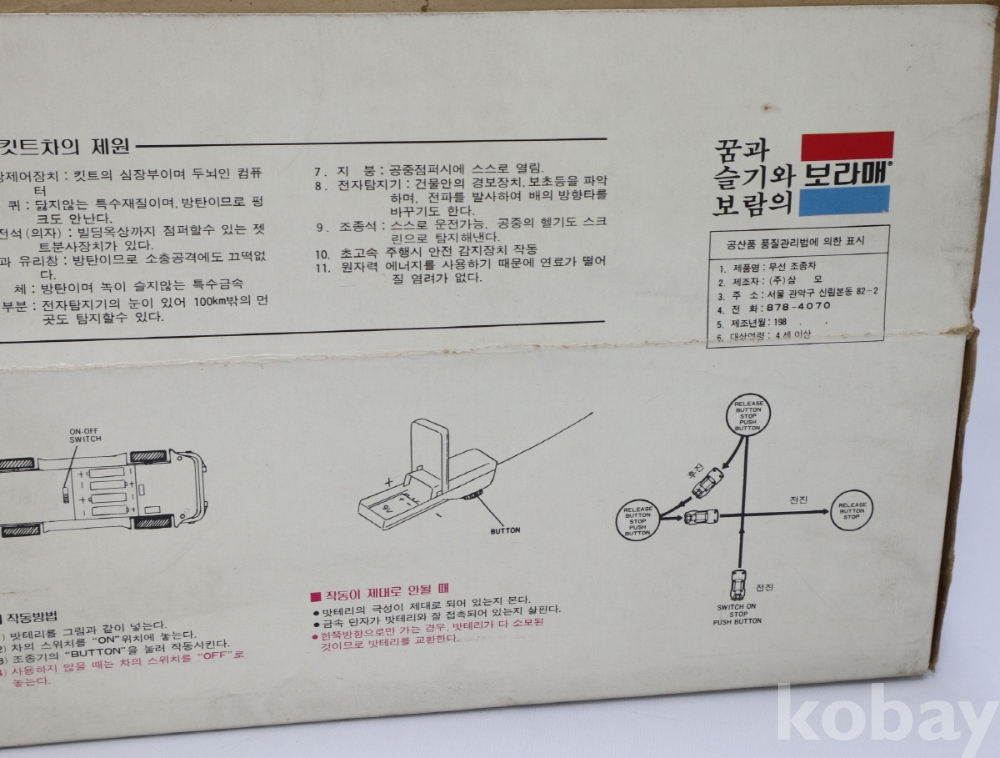 킷트차의 제원
제어장치 : 킷트의 심장부이며 두뇌인 컴퓨
터
퀴 : 닳지않는 특수재질이며, 방탄이므로 펑
크도 안난다.
전석(의자) : 빌딩옥상까지 점퍼할수 있는 젯
트분사장치가 있다.
과 유리창 : 방탄이므로 소총공격에도 끄떡없
다.
체 : 방탄이며 녹이 슬지않는 특수금속
부분 : 전자탐지기의 눈이 있어 100km밖의 먼
곳도 탐지할수 있다.
7. 지 붕 : 공중점퍼시에 스스로 열림.
8. 전자탐지기 : 건물안의 경보장치, 보초등을 파악
하며, 전파를 발사하여 배의 방향타를
바꾸기도 한다.
9. 조종석 : 스스로 운전가능, 공중의 헬기도 스크
린으로 탐지해낸다.
10. 초고속 주행시 안전 감지장치 작동
11. 원자력 에너지를 사용하기 때문에 연료가 떨어
질 염려가 없다.
꿈과
슬기와 보라매
보람의
공산품 품질관리법에 의한 표시
1. 제품명 : 무선 조종차
2. 제조자 : (주)삼 모
3. 주 소 : 서울 관악구 신림본동 82-2
4. 전 화 : 878-4070
5. 제조년월 : 198 . .
6. 대상연령 : 4 세 이상
ON-OFF
SWITCH
9V
BUTTON
RELEASE
BUTTON
STOP
PUSH
BUTTON
후진
RELEASE
BUTTON
STOP
PUSH
BUTTON
전진
RELEASE
BUTTON
STOP
전진
SWITCH ON
STOP
PUSH BUTTON
작동방법
) 밧테리를 그림과 같이 넣는다.
2) 차의 스위치를 "ON"위치에 놓는다.
3) 조종기의 "BUTTON"을 눌러 작동시킨다.
4) 사용하지 않을 때는 차의 스위치를 "OFF"로
놓는다.
■ 작동이 제대로 안될 때
● 밧테리의 극성이 제대로 되어 있는지 본다.
● 금속 단자가 밧테리와 잘 접촉되어 있는지 살핀다.
● 한쪽방향으로만 가는 경우, 밧테리가 다 소모된
것이므로 밧테리를 교환한다.
kobay